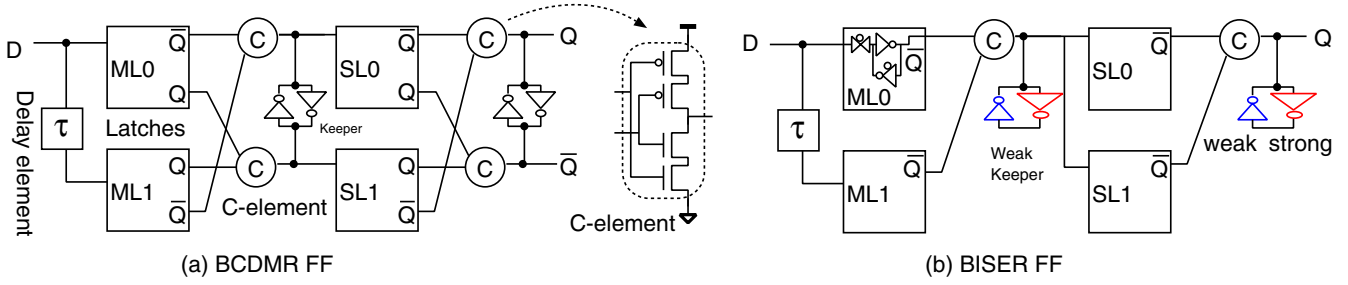 D
Delay element
τ
ML0
Q̅
Q
Latches
ML1
Q
Q̅
C
C
C-element
Keeper
SL0
Q̅
Q
SL1
Q
Q̅
C
C
Q
Q̅
C-element
(a) BCDMR FF
D
τ
ML0
Q̅
ML1
Q̅
C
Weak
Keeper
SL0
Q̅
SL1
Q̅
C
Q
weak strong
(b) BISER FF